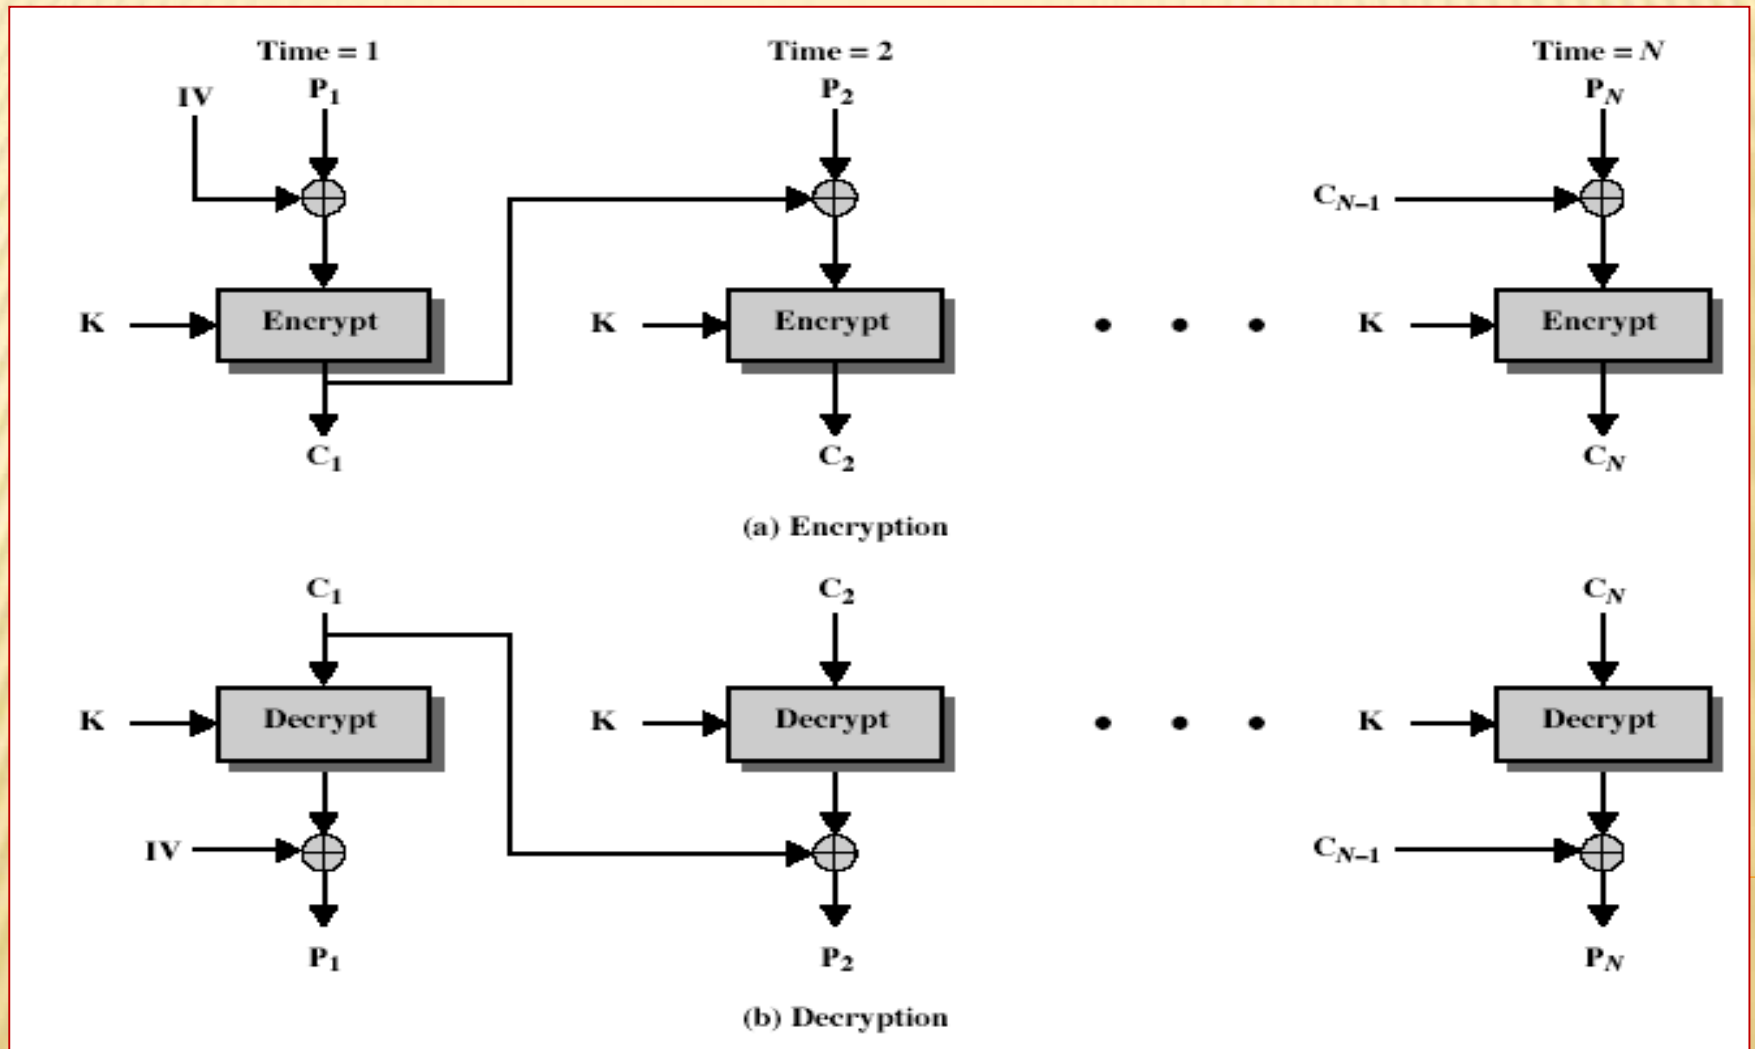 Time = 1 Time = 2 Time = N
IV P1 P2 PN
CN–1
K Encrypt K Encrypt K Encrypt
C1 C2 CN
(a) Encryption
C1 C2 CN
K Decrypt K Decrypt K Decrypt
IV CN–1
P1 P2 PN
(b) Decryption